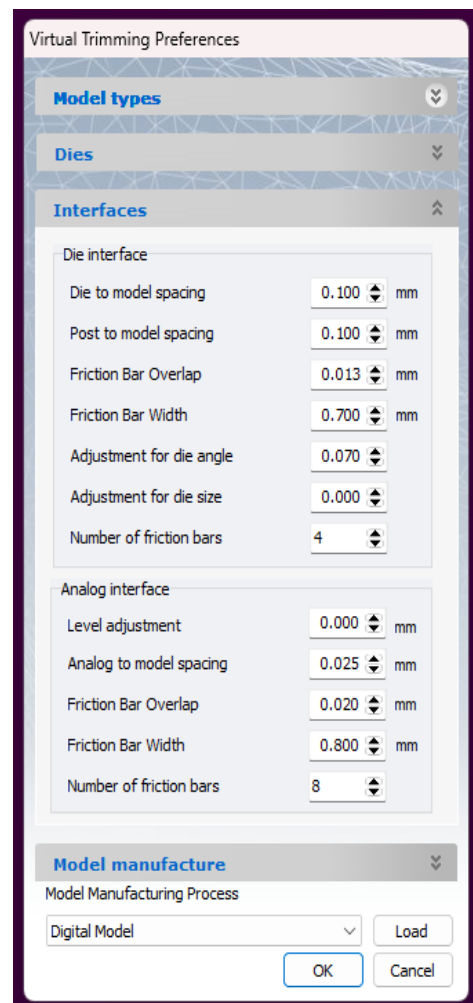 Virtual Trimming Preferences
Model types
Dies
Interfaces
Die interface
Die to model spacing 0.100 mm
Post to model spacing 0.100 mm
Friction Bar Overlap 0.013 mm
Friction Bar Width 0.700 mm
Adjustment for die angle 0.070
Adjustment for die size 0.000
Number of friction bars 4
Analog interface
Level adjustment 0.000 mm
Analog to model spacing 0.025 mm
Friction Bar Overlap 0.020 mm
Friction Bar Width 0.800 mm
Number of friction bars 8
Model manufacture
Model Manufacturing Process
Digital Model Load
OK Cancel